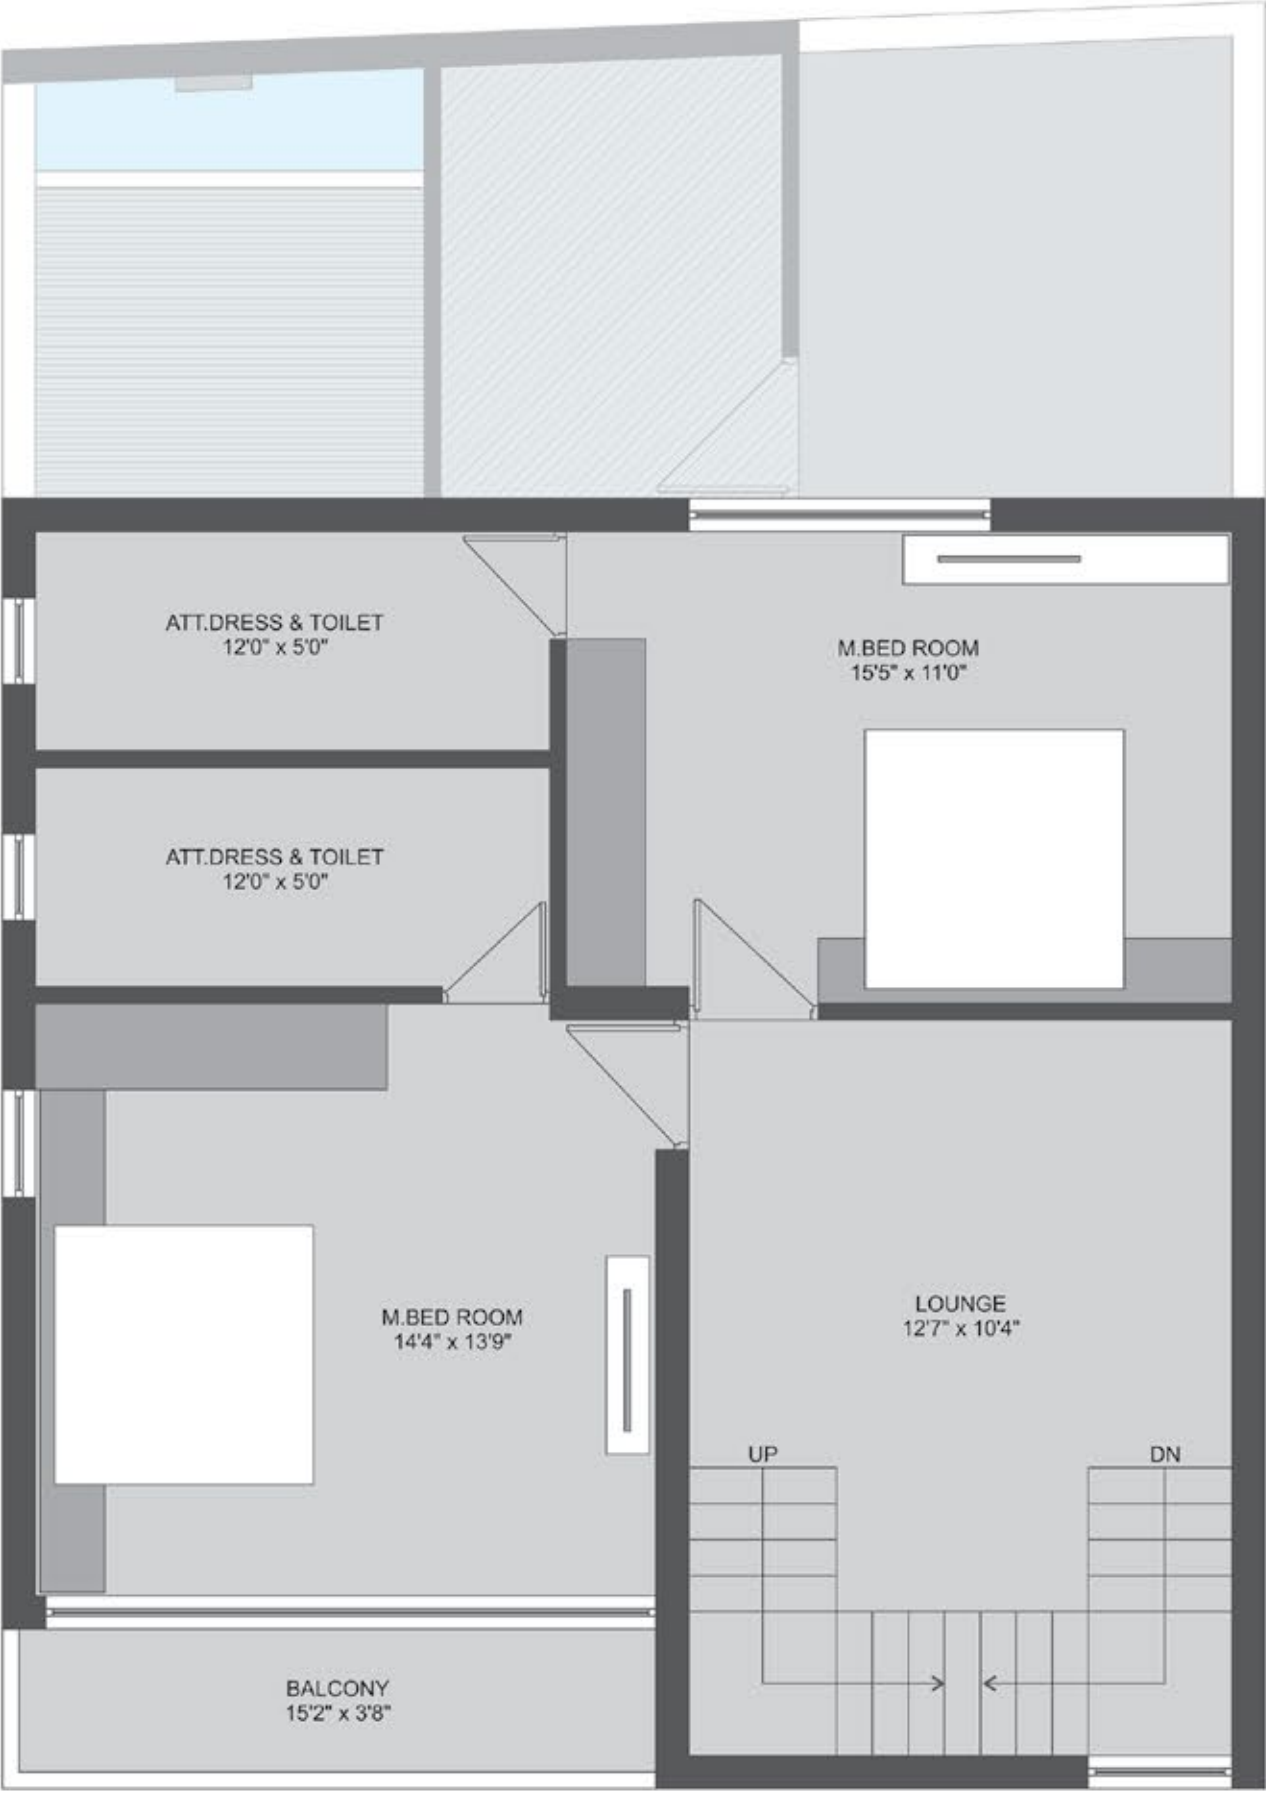 ATT.DRESS & TOILET
12'0" x 5'0"
M.BED ROOM
15'5" x 11'0"
ATT.DRESS & TOILET
12'0" x 5'0"
M.BED ROOM
14'4" x 13'9"
LOUNGE
12'7" x 10'4"
UP
DN
BALCONY
15'2" x 3'8"